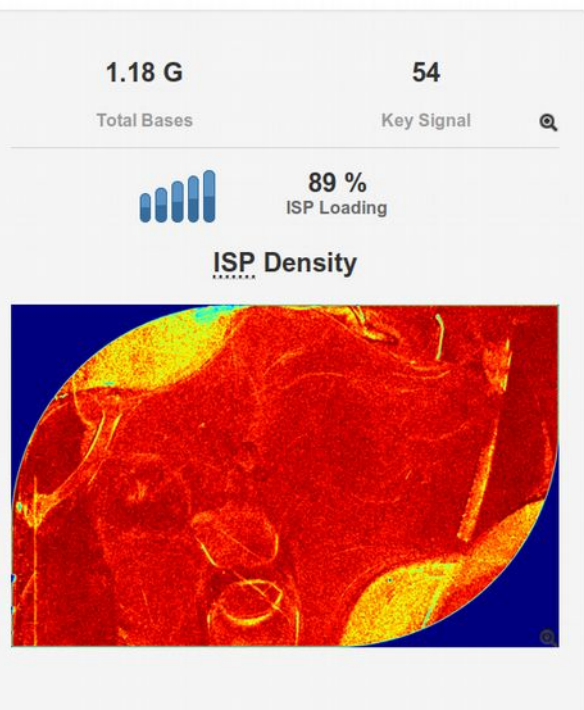 1.18 G
54
Total Bases
Key Signal
89 %
ISP Loading
ISP Density